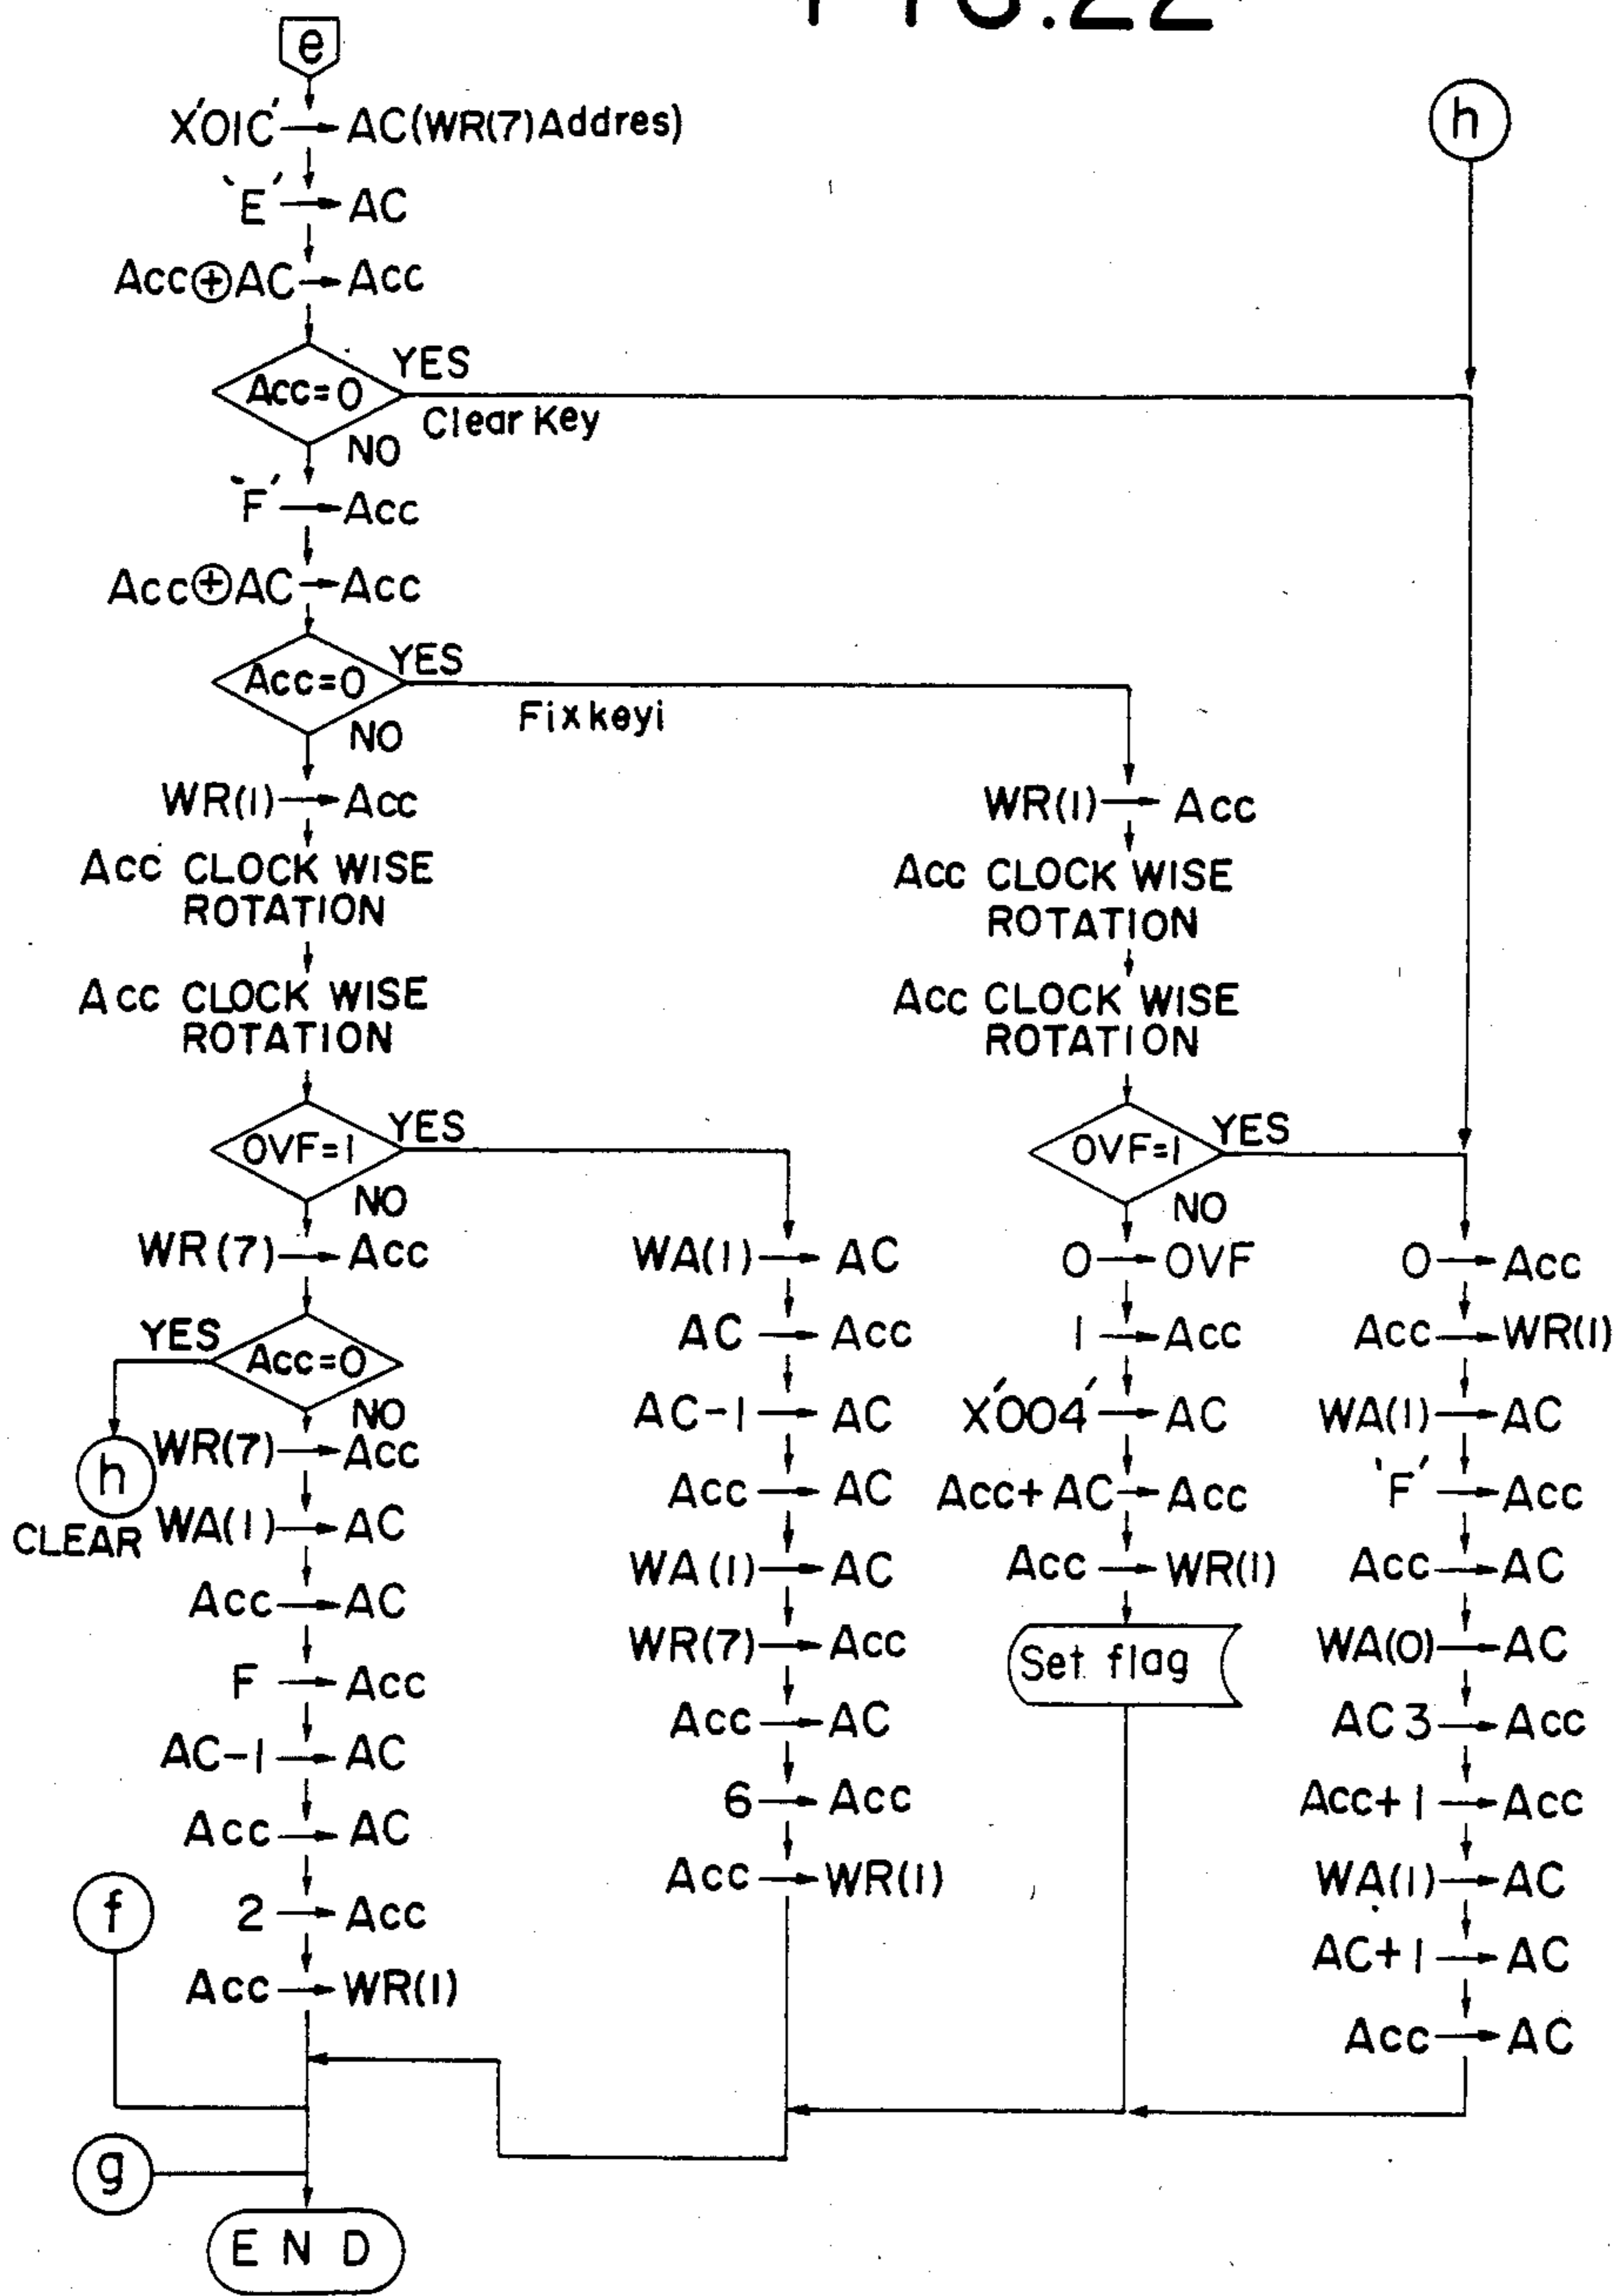 FIG.22
e
X'01C' → AC(WR(7)Addres)
'E' → AC
Acc⊕AC → Acc
Acc=0
YES
Clear Key
NO
'F' → Acc
Acc⊕AC → Acc
Acc=0
YES
Fixkeyi
NO
WR(1) → Acc
Acc CLOCK WISE
ROTATION
Acc CLOCK WISE
ROTATION
OVF=1
YES
NO
WR(7) → Acc
Acc=0
YES
h
CLEAR
NO
WR(7) → Acc
WA(1) → AC
Acc → AC
F → Acc
AC-1 → AC
Acc → AC
2 → Acc
Acc → WR(1)
f
g
END
WA(1) → AC
AC → Acc
AC-1 → AC
Acc → AC
WA(1) → AC
WR(7) → Acc
Acc → AC
6 → Acc
Acc → WR(1)
WR(1) → Acc
Acc CLOCK WISE
ROTATION
Acc CLOCK WISE
ROTATION
OVF=1
YES
NO
0 → OVF
1 → Acc
X'004' → AC
Acc+AC → Acc
Acc → WR(1)
Set flag
h
0 → Acc
Acc → WR(1)
WA(1) → AC
'F' → Acc
Acc → AC
WA(0) → AC
AC3 → Acc
Acc+1 → Acc
WA(1) → AC
AC+1 → AC
Acc → AC